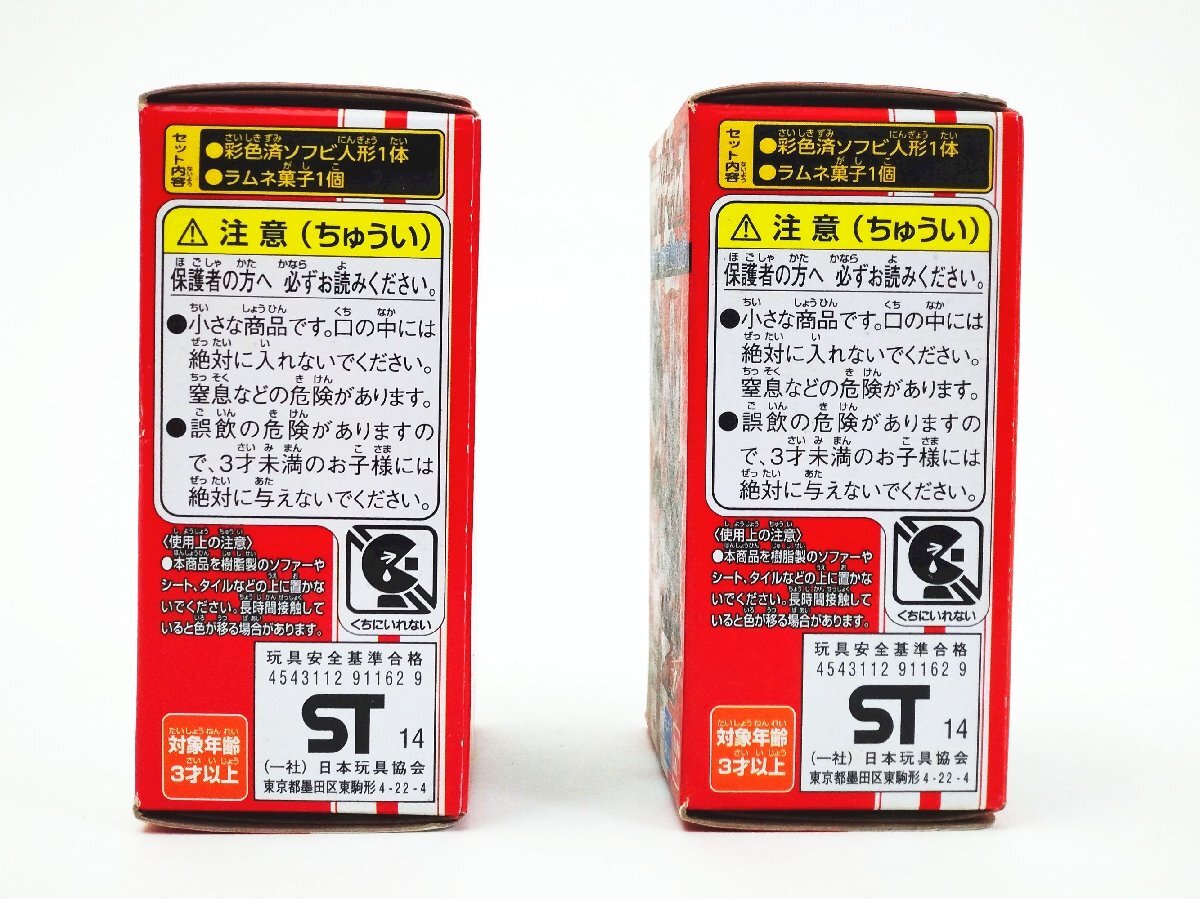 セット内容
●彩色済ソフビ人形1体
●ラムネ菓子1個
⚠注意（ちゅうい）
保護者の方へ 必ずお読みください。
●小さな商品です。口の中には
絶対に入れないでください。
窒息などの危険があります。
●誤飲の危険がありますの
で、3才未満のお子様には
絶対に与えないでください。
〈使用上の注意〉
●本商品を樹脂製のソファーや
シート、タイルなどの上に置かな
いでください。長時間接触して
いると色が移る場合があります。
くちにいれない
玩具安全基準合格
4543112 91162 9
ST 14
(一社) 日本玩具協会
東京都墨田区東駒形 4-22-4
対象年齢
3才以上
セット内容
●彩色済ソフビ人形1体
●ラムネ菓子1個
⚠注意（ちゅうい）
保護者の方へ 必ずお読みください。
●小さな商品です。口の中には
絶対に入れないでください。
窒息などの危険があります。
●誤飲の危険がありますの
で、3才未満のお子様には
絶対に与えないでください。
〈使用上の注意〉
●本商品を樹脂製のソファーや
シート、タイルなどの上に置かな
いでください。長時間接触して
いると色が移る場合があります。
くちにいれない
玩具安全基準合格
4543112 91162 9
ST 14
(一社) 日本玩具協会
東京都墨田区東駒形 4-22-4
対象年齢
3才以上